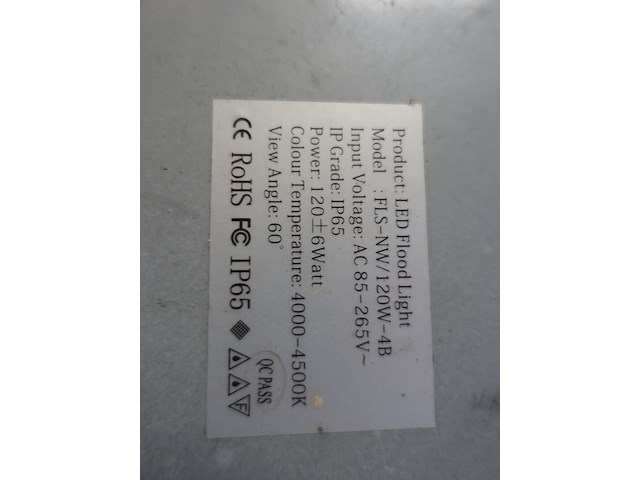 Product: LED Flood Light
Model : FLS-NW/120W-4B
Input Voltage: AC 85-265V~
IP Grade: IP65
Power: 120±6Watt
Colour Temperature: 4000-4500K
View Angle: 60°
QC PASS
CE RoHS FC IP65 F